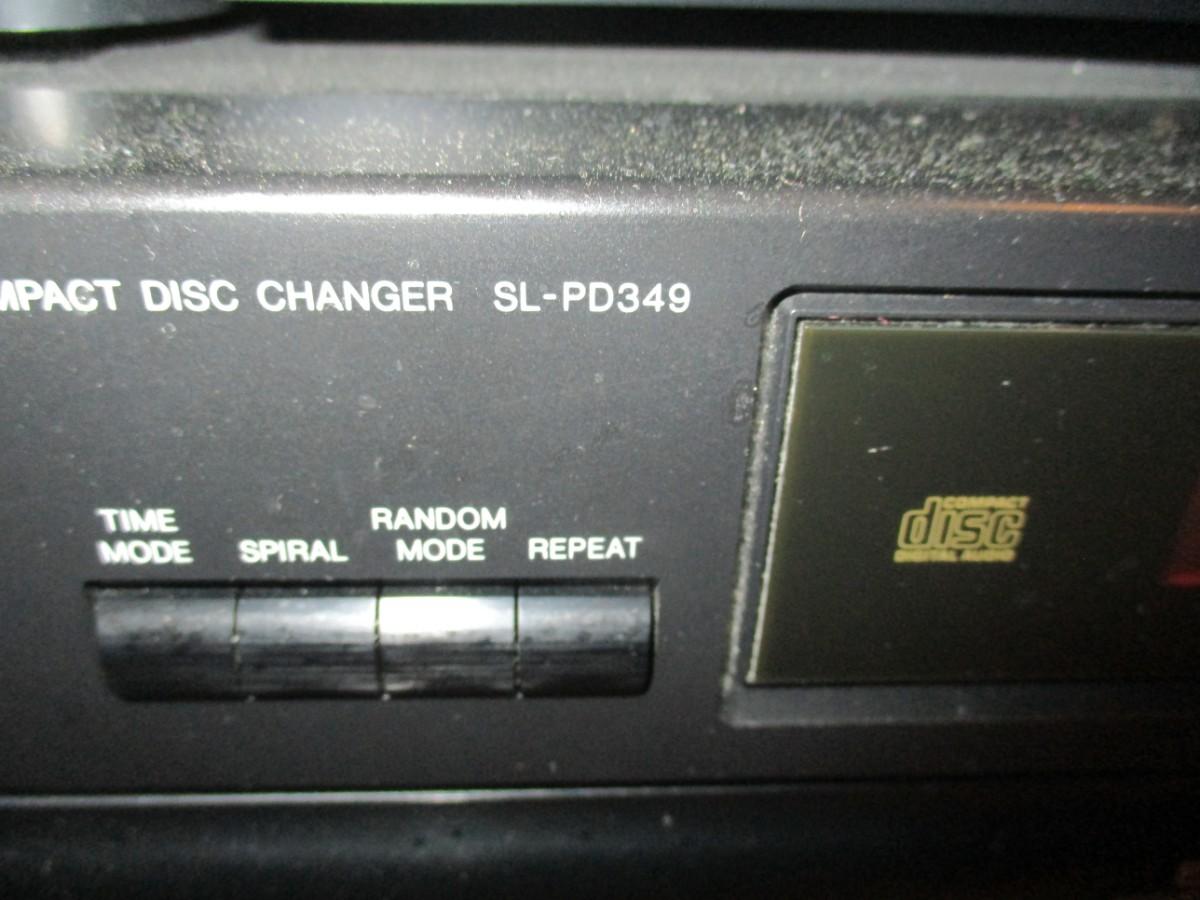 MPACT DISC CHANGER SL-PD349
TIME
MODE
SPIRAL
RANDOM
MODE
REPEAT
COMPACT
disc
DIGITAL AUDIO